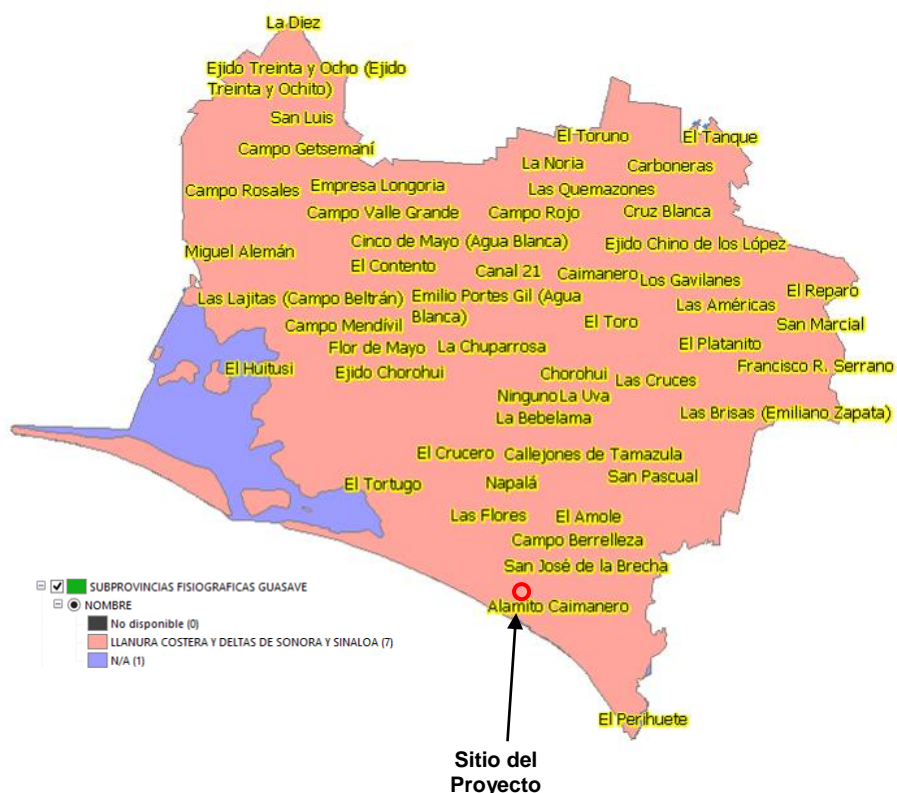 La Diez
Ejido Treinta y Ocho (Ejido
Treinta y Ochito)
San Luis
El Toruno
El Tanque
Campo Getsemaní
La Noria
Carboneras
Campo Rosales
Empresa Longoria
Las Quemazones
Campo Valle Grande
Campo Rojo
Cruz Blanca
Miguel Alemán
Cinco de Mayo (Agua Blanca)
Ejido Chino de los López
El Contento
Canal 21
Caimanero
Los Gavilanes
El Reparo
Las Lajitas (Campo Beltrán)
Emilio Portes Gil (Agua
Blanca)
Las Américas
Campo Mendívil
El Toro
San Marcial
Flor de Mayo
La Chuparrosa
El Platanito
El Huitusi
Ejido Chorohui
Chorohui
Las Cruces
Francisco R. Serrano
Ninguno
La Uva
La Bebelama
Las Brisas (Emiliano Zapata)
El Crucero
Callejones de Tamazula
El Tortugo
Napalá
San Pascual
Las Flores
El Amole
Campo Berrelleza
San José de la Brecha
Alamito Caimanero
El Perihuete
SUBPROVINCIAS FISIOGRAFICAS GUASAVE
NOMBRE
No disponible (0)
LLANURA COSTERA Y DELTAS DE SONORA Y SINALOA (7)
N/A (1)
Sitio del
Proyecto